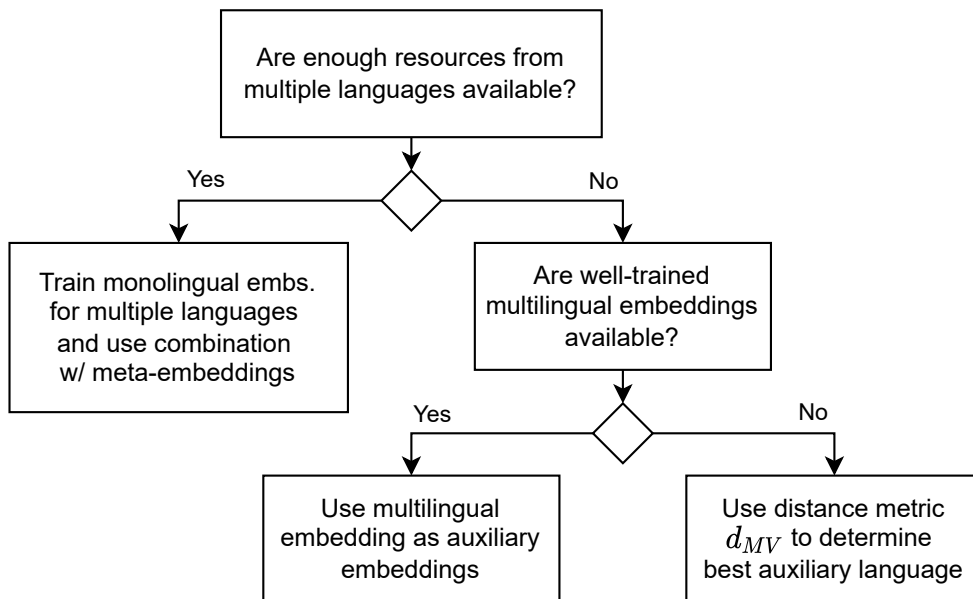 Are enough resources from
multiple languages available?
Yes
No
Train monolingual embs.
for multiple languages
and use combination
w/ meta-embeddings
Are well-trained
multilingual embeddings
available?
Yes
No
Use multilingual
embedding as auxiliary
embeddings
Use distance metric
d_{MV} to determine
best auxiliary language